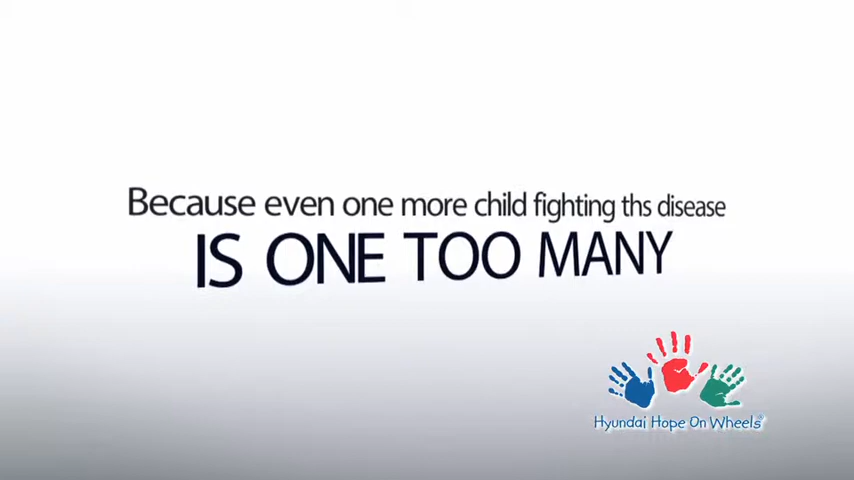 Because even one more child fighting ths disease
IS ONE TOO MANY
Hyundai Hope On Wheels®